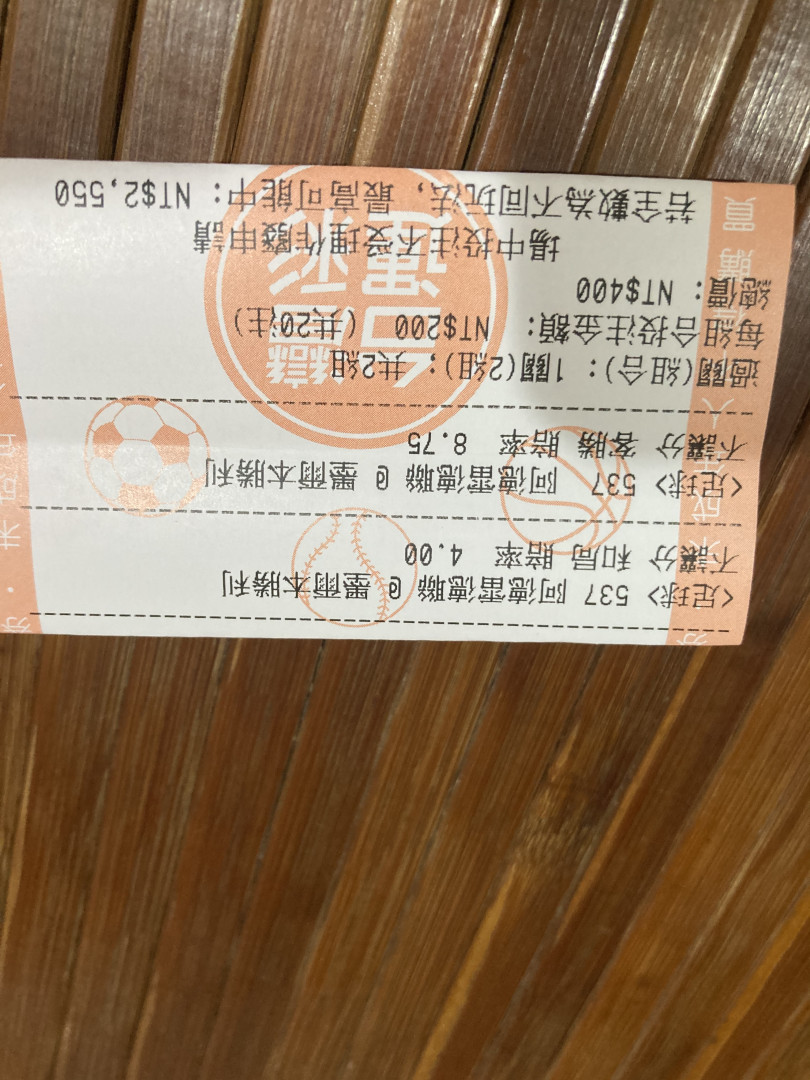 <足球> 537 阿德雷德聯 @ 墨爾本勝利
不讓分 和局 賠率 4.00
<足球> 537 阿德雷德聯 @ 墨爾本勝利
不讓分 客勝 賠率 8.75
過關(組合): 1關(2組); 共2組
每組合投注金額: NT$200 (共20注)
總價: NT$400
場中投注不受理作廢申請
若全數為不同玩法, 最高可能中: NT$2,550
台灣
運彩